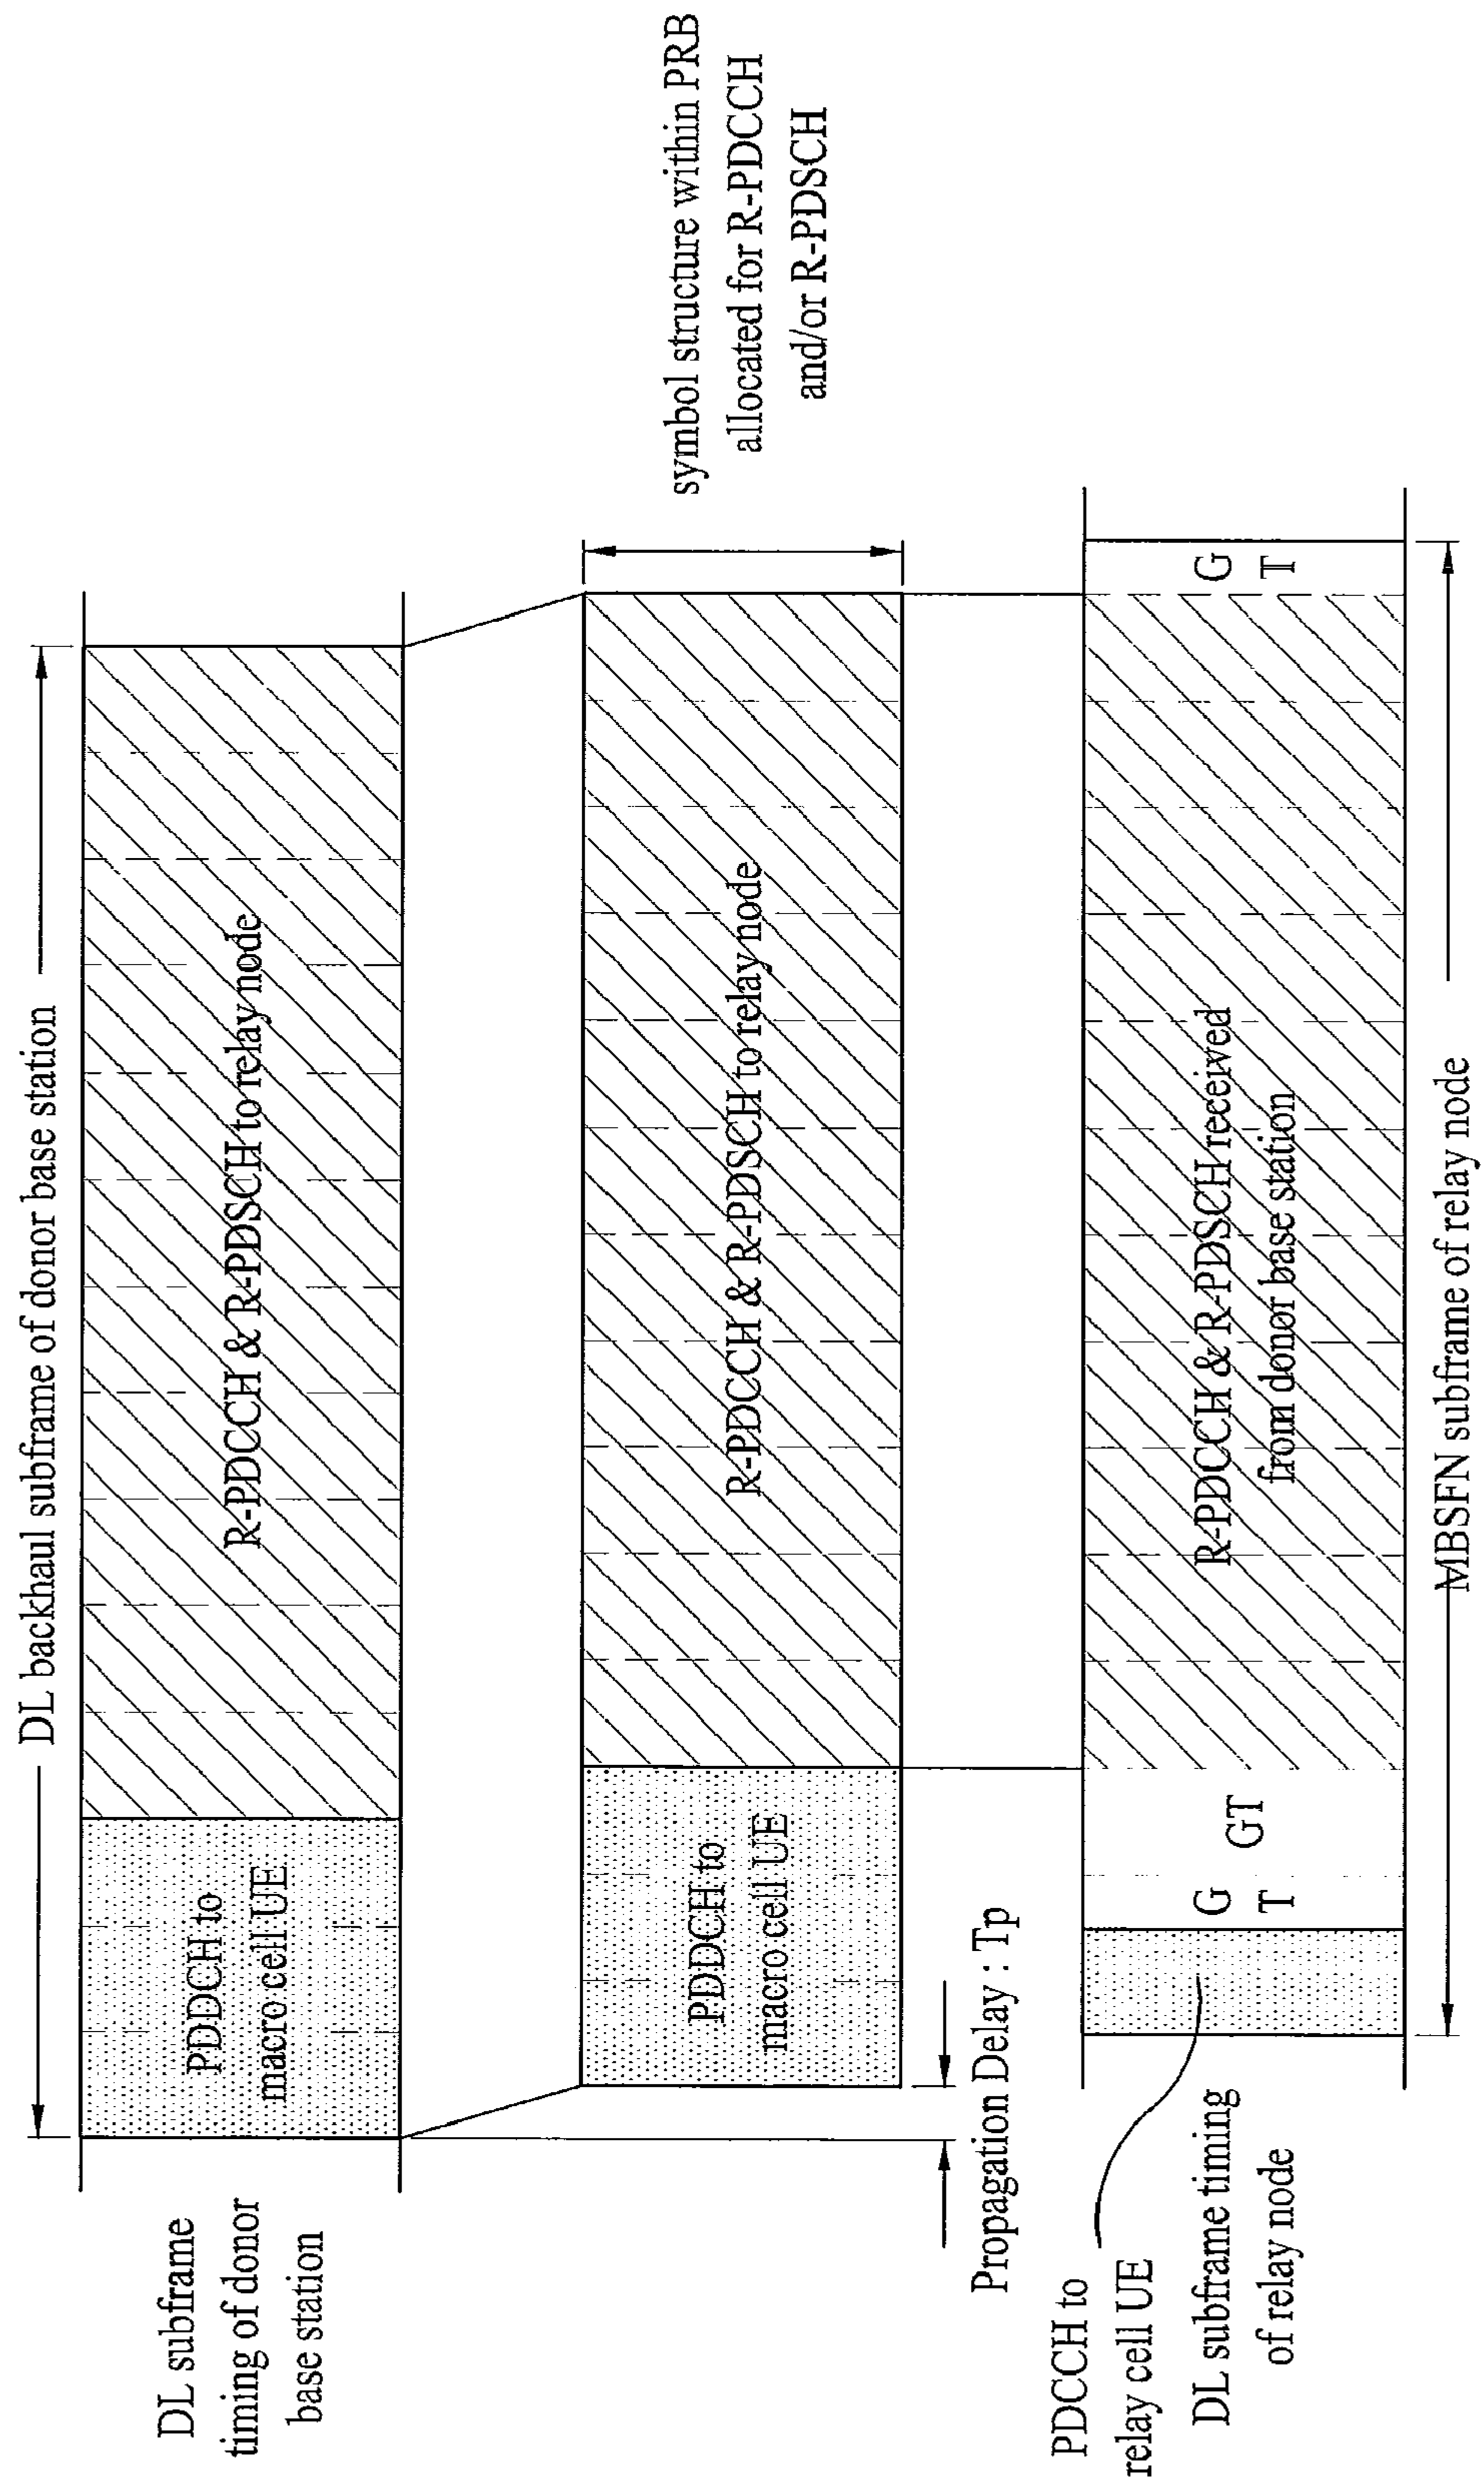 DL backhaul subframe of donor base station
DL subframe
timing of donor
base station
PDDCH to
macro cell UE
R-PDCCH & R-PDSCH to relay node
PDDCH to
macro cell UE
R-PDCCH & R-PDSCH to relay node
symbol structure within PRB
allocated for R-PDCCH
and/or R-PDSCH
Propagation Delay : Tp
PDCCH to
relay cell UE
DL subframe timing
of relay node
G
T
GT
R-PDCCH & R-PDSCH received
from donor base station
G
T
MBSFN subframe of relay node